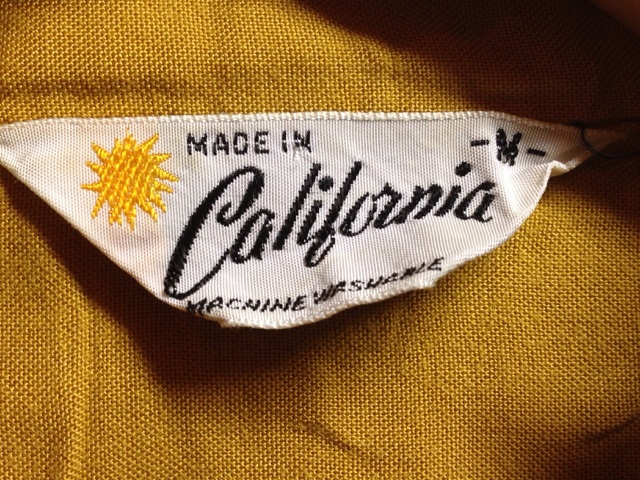 MADE IN
-M-
California
MACHINE WASHABLE